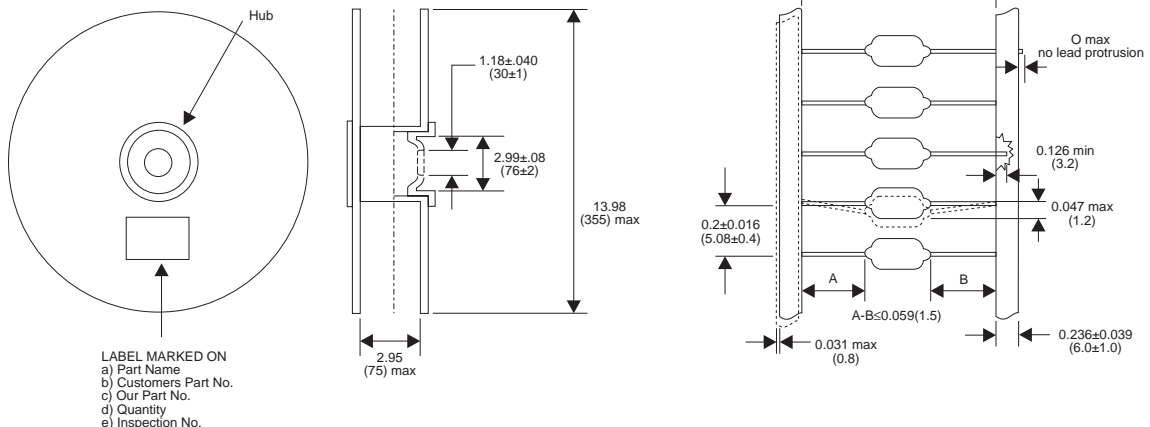 Hub
1.18±.040
(30±1)
2.99±.08
(76±2)
13.98
(355) max
2.95
(75) max
LABEL MARKED ON
a) Part Name
b) Customers Part No.
c) Our Part No.
d) Quantity
e) Inspection No.
O max
no lead protrusion
0.126 min
(3.2)
0.047 max
(1.2)
0.2±0.016
(5.08±0.4)
A
B
A-B≤0.059(1.5)
0.031 max
(0.8)
0.236±0.039
(6.0±1.0)